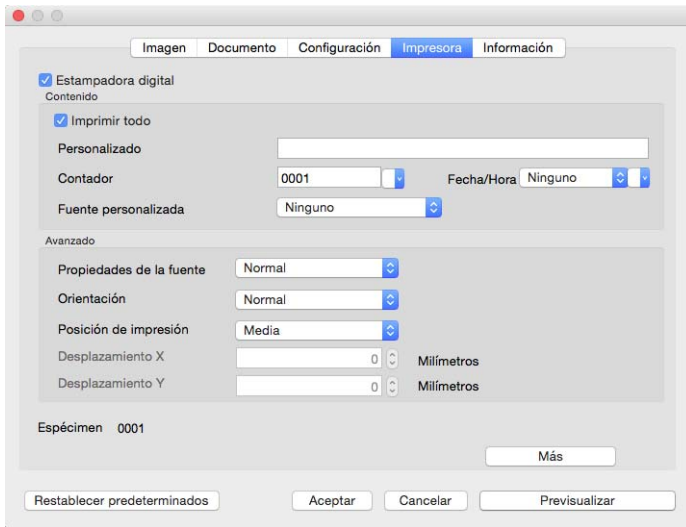 Imagen Documento Configuración Impresora Información
Estampadora digital
Contenido
Imprimir todo
Personalizado
Contador 0001 Fecha/Hora Ninguno
Fuente personalizada Ninguno
Avanzado
Propiedades de la fuente Normal
Orientación Normal
Posición de impresión Media
Desplazamiento X 0 Milímetros
Desplazamiento Y 0 Milímetros
Espécimen 0001
Más
Restablecer predeterminados Aceptar Cancelar Previsualizar